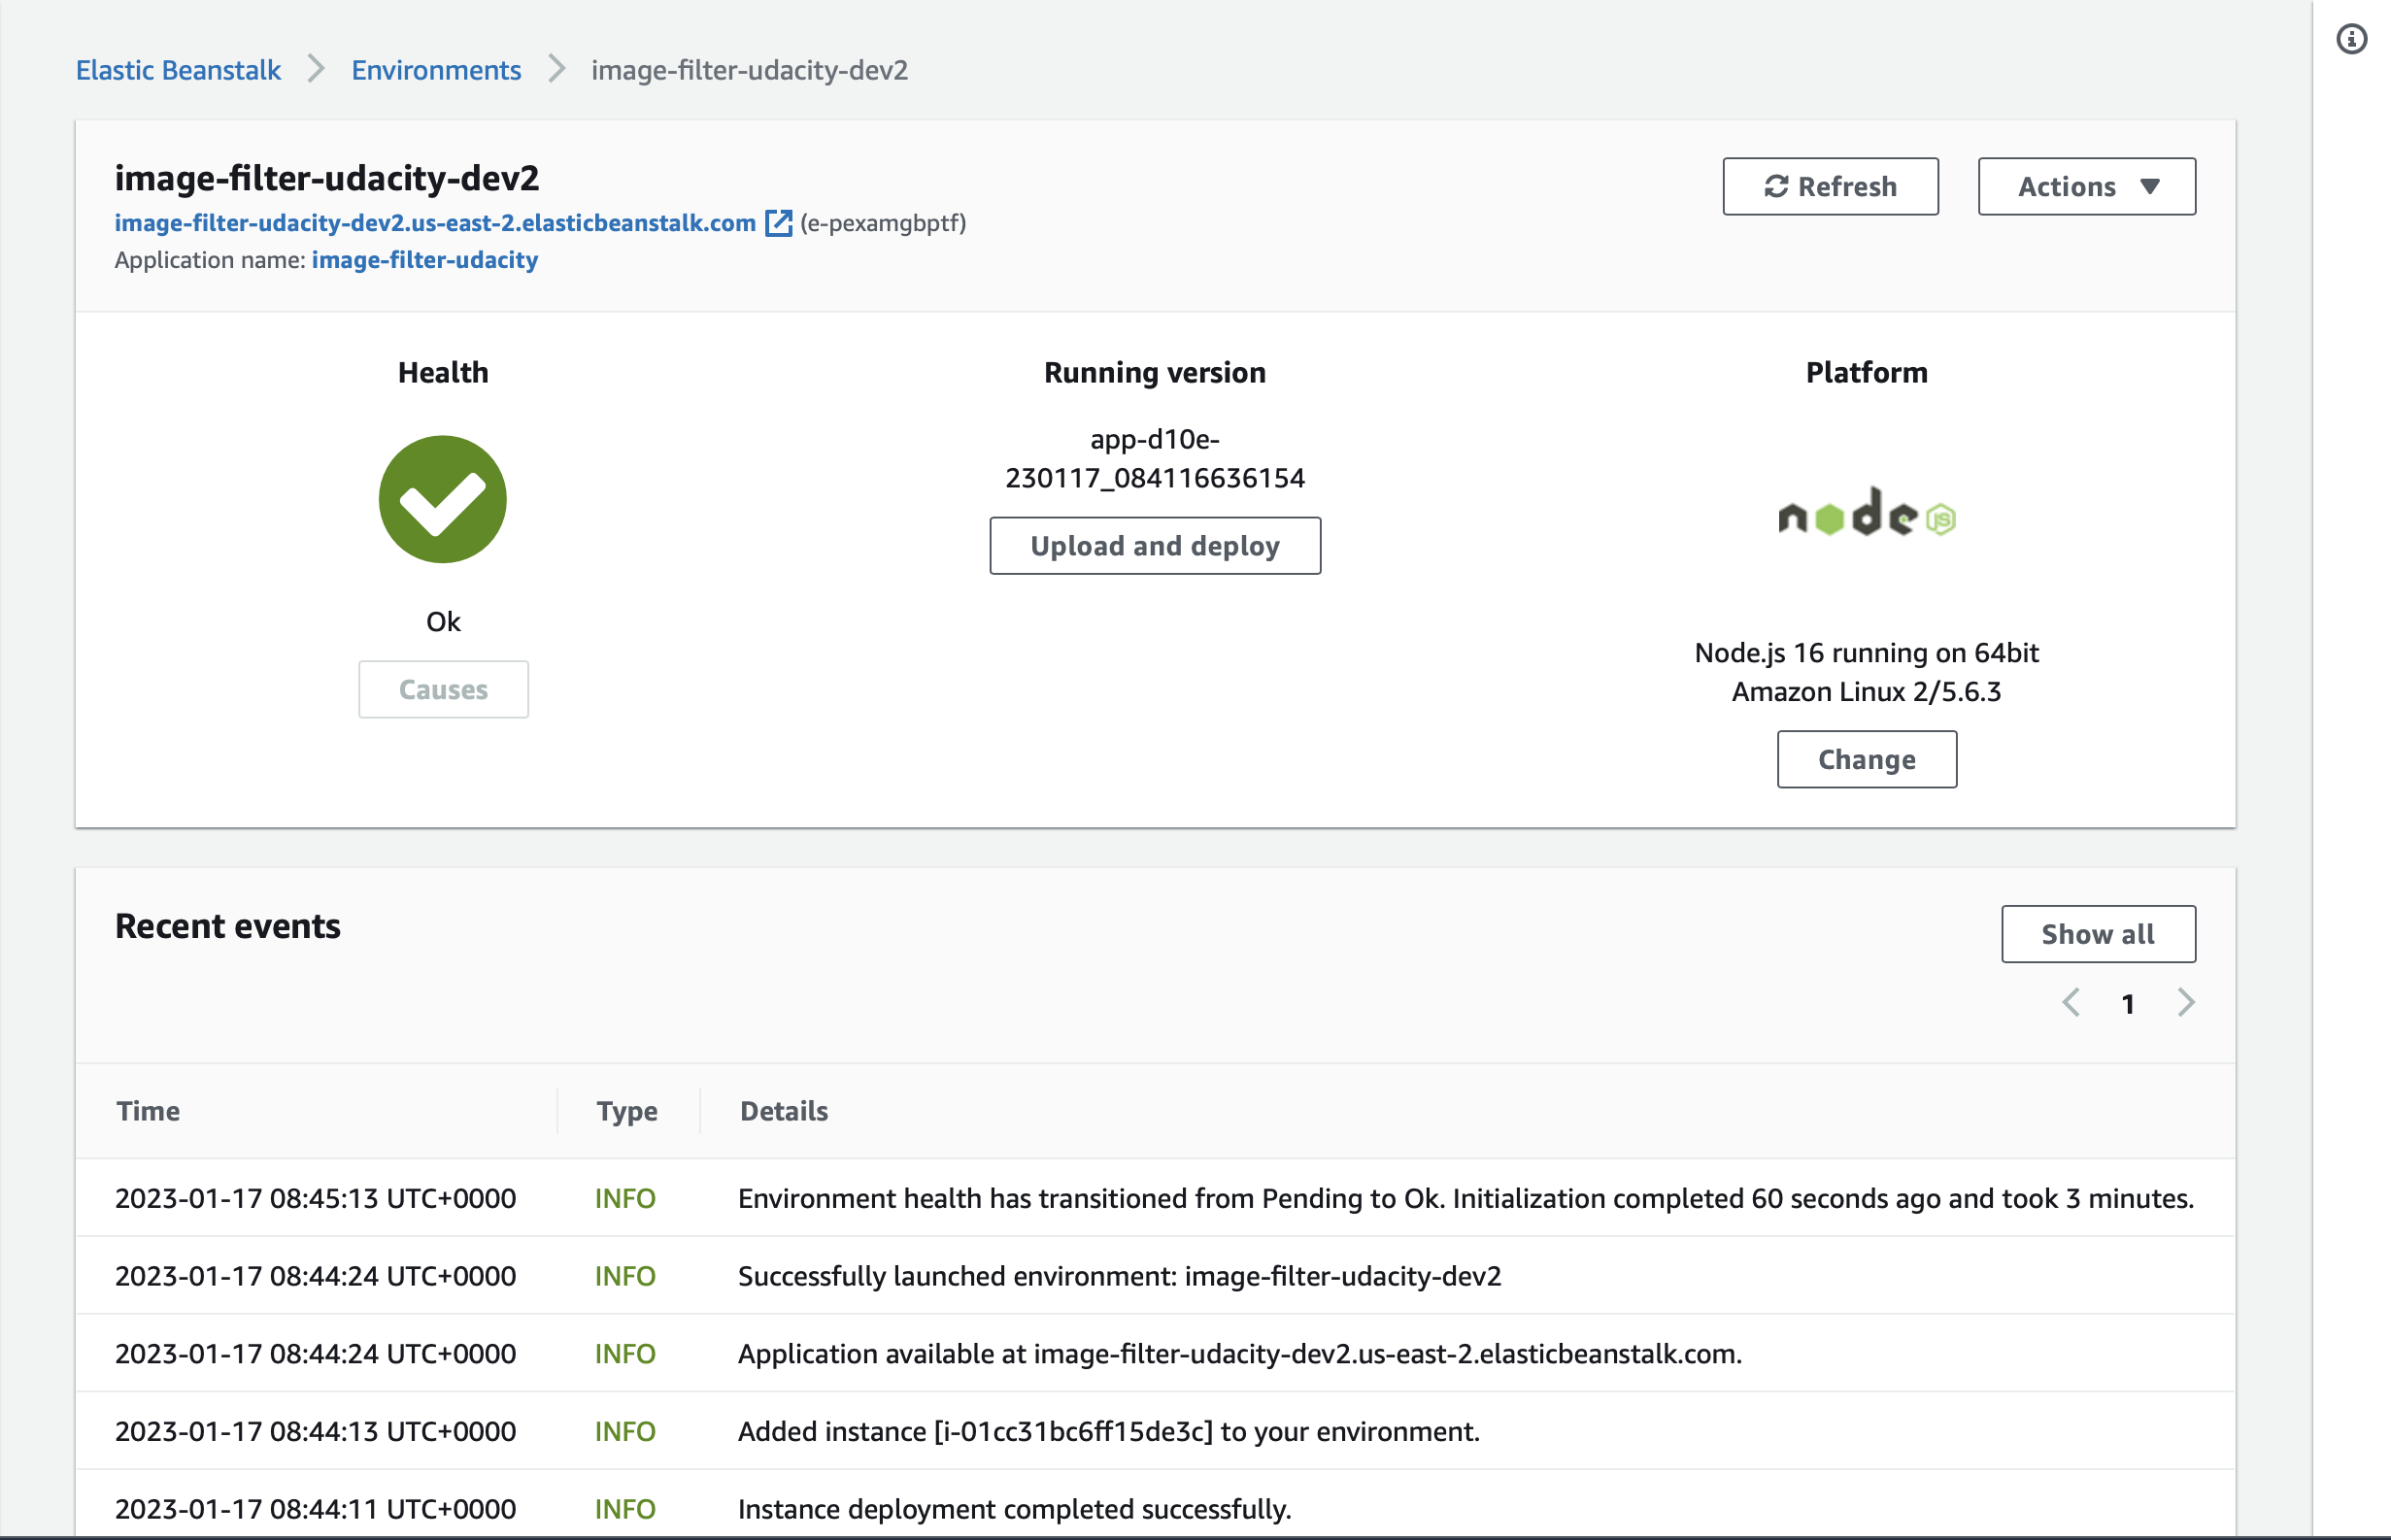 Elastic Beanstalk > Environments > image-filter-udacity-dev2
image-filter-udacity-dev2
Refresh
Actions
image-filter-udacity-dev2.us-east-2.elasticbeanstalk.com (e-pexamgbptf)
Application name: image-filter-udacity
Health
Ok
Causes
Running version
app-d10e-
230117_084116636154
Upload and deploy
Platform
node JS
Node.js 16 running on 64bit
Amazon Linux 2/5.6.3
Change
Recent events
Show all
1
Time Type Details
2023-01-17 08:45:13 UTC+0000 INFO Environment health has transitioned from Pending to Ok. Initialization completed 60 seconds ago and took 3 minutes.
2023-01-17 08:44:24 UTC+0000 INFO Successfully launched environment: image-filter-udacity-dev2
2023-01-17 08:44:24 UTC+0000 INFO Application available at image-filter-udacity-dev2.us-east-2.elasticbeanstalk.com.
2023-01-17 08:44:13 UTC+0000 INFO Added instance [i-01cc31bc6ff15de3c] to your environment.
2023-01-17 08:44:11 UTC+0000 INFO Instance deployment completed successfully.